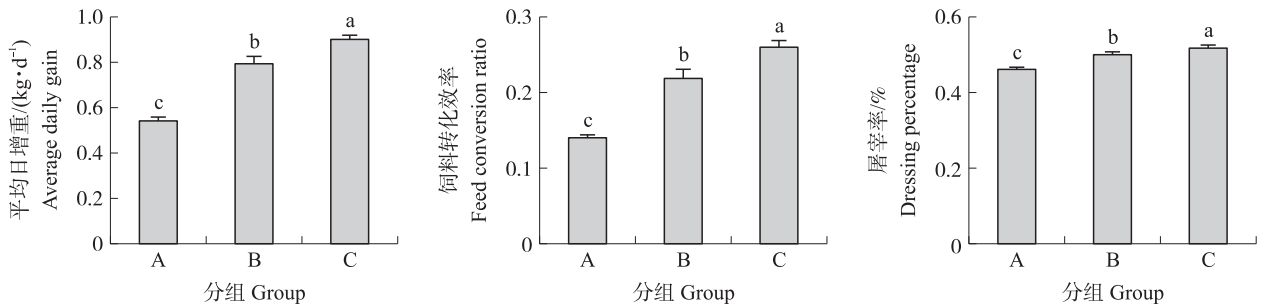 平均日增重/(kg·d⁻¹)
Average daily gain
1.0
0.8
0.6
0.4
0.2
0
c
b
a
A
B
C
分组 Group
饲料转化效率
Feed conversion ratio
0.3
0.2
0.1
0
c
b
a
A
B
C
分组 Group
屠宰率/%
Dressing percentage
0.6
0.4
0.2
0
c
b
a
A
B
C
分组 Group